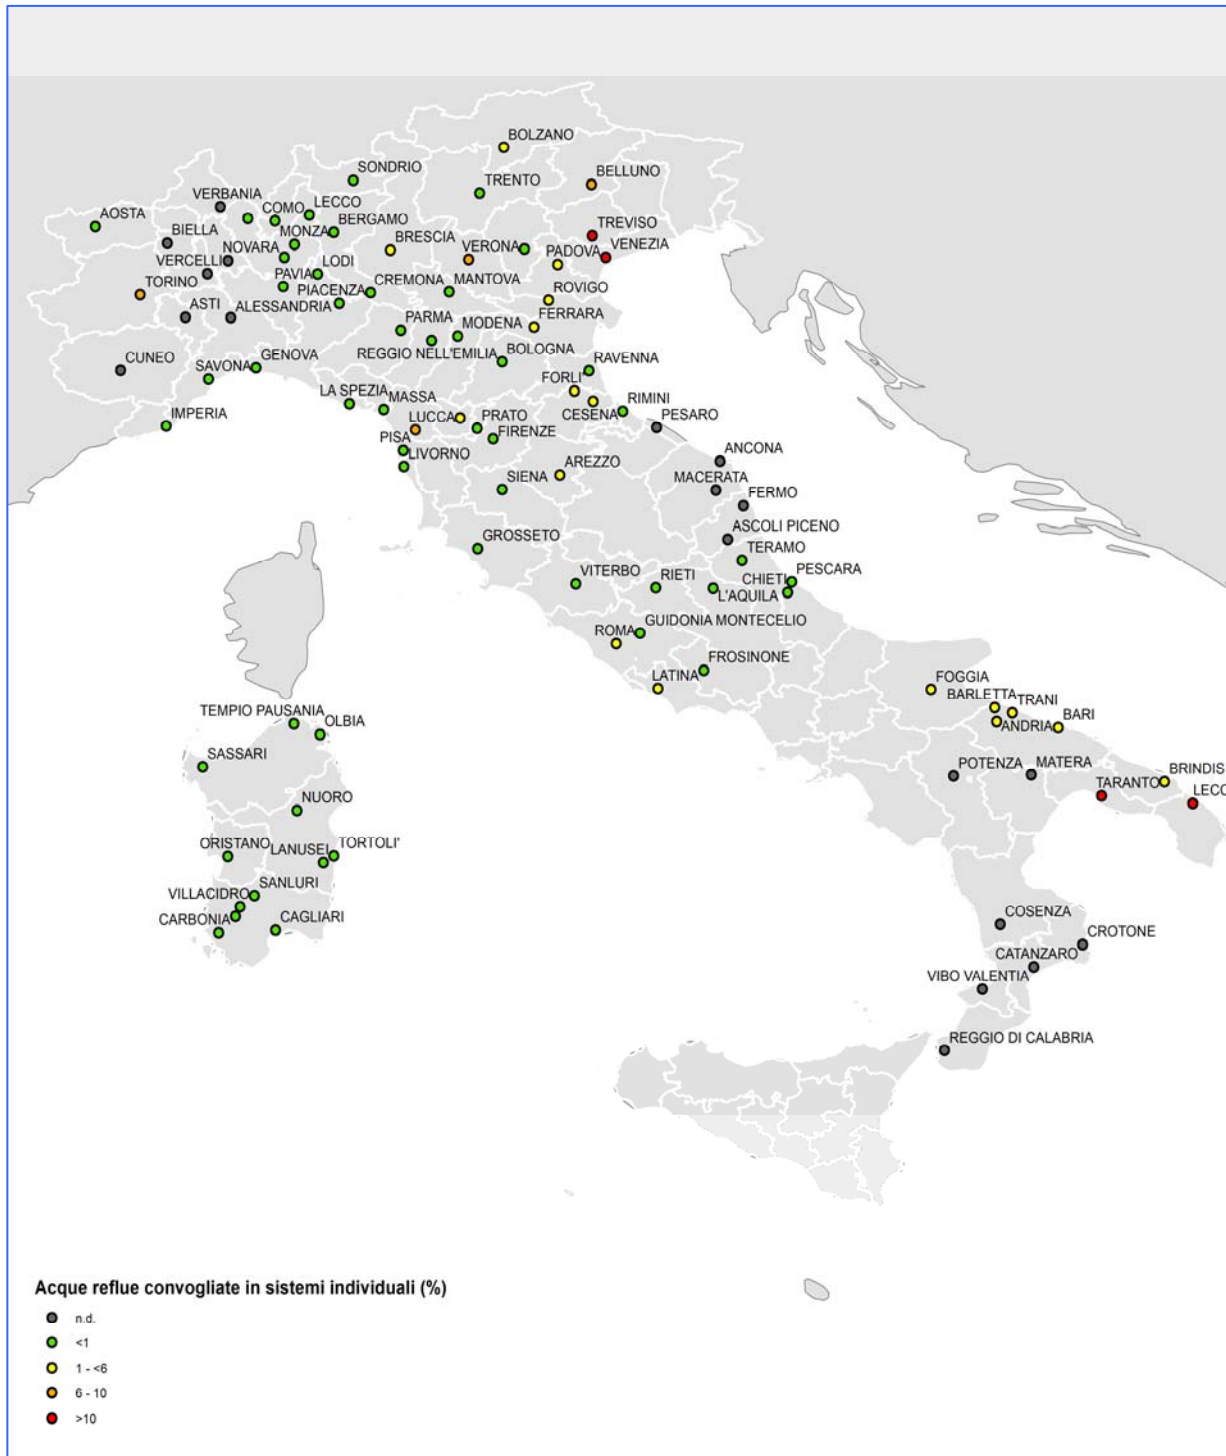 BOLZANO
SONDRIO
TRENTO
BELLUNO
VERBANIA
COMO
LECCO
AOSTA
BIELLA
MONZA
BERGAMO
TREVISO
NOVARA
BRESCIA
VERONA
PADOVA
VENEZIA
VERCELLI
LODI
TORINO
PAVIA
PIACENZA
CREMONA
MANTOVA
ROVIGO
ASTI
ALESSANDRIA
PARMA
MODENA
FERRARA
CUNEO
GENOVA
REGGIO NELL'EMILIA
BOLOGNA
RAVENNA
SAVONA
FORLI'
LA SPEZIA
MASSA
IMPERIA
LUCCA
PRATO
CESENA
RIMINI
PESARO
PISA
FIRENZE
LIVORNO
AREZZO
ANCONA
SIENA
MACERATA
FERMO
GROSSETO
ASCOLI PICENO
TERAMO
VITERBO
RIETI
CHIETI
PESCARA
L'AQUILA
ROMA
GUIDONIA MONTECELIO
LATINA
FROSINONE
FOGGIA
BARLETTA
TRANI
TEMPIO PAUSANIA
OLBIA
ANDRIA
BARI
SASSARI
POTENZA
MATERA
BRINDIS
TARANTO
LECC
NUORO
ORISTANO
LANUSEI
TORTOLI'
VILLACIDRO
SANLURI
CARBONIA
CAGLIARI
COSENZA
CROTONE
CATANZARO
VIBO VALENTIA
REGGIO DI CALABRIA
Acque reflue convogliate in sistemi individuali (%)
n.d.
<1
1 - <6
6 - 10
>10